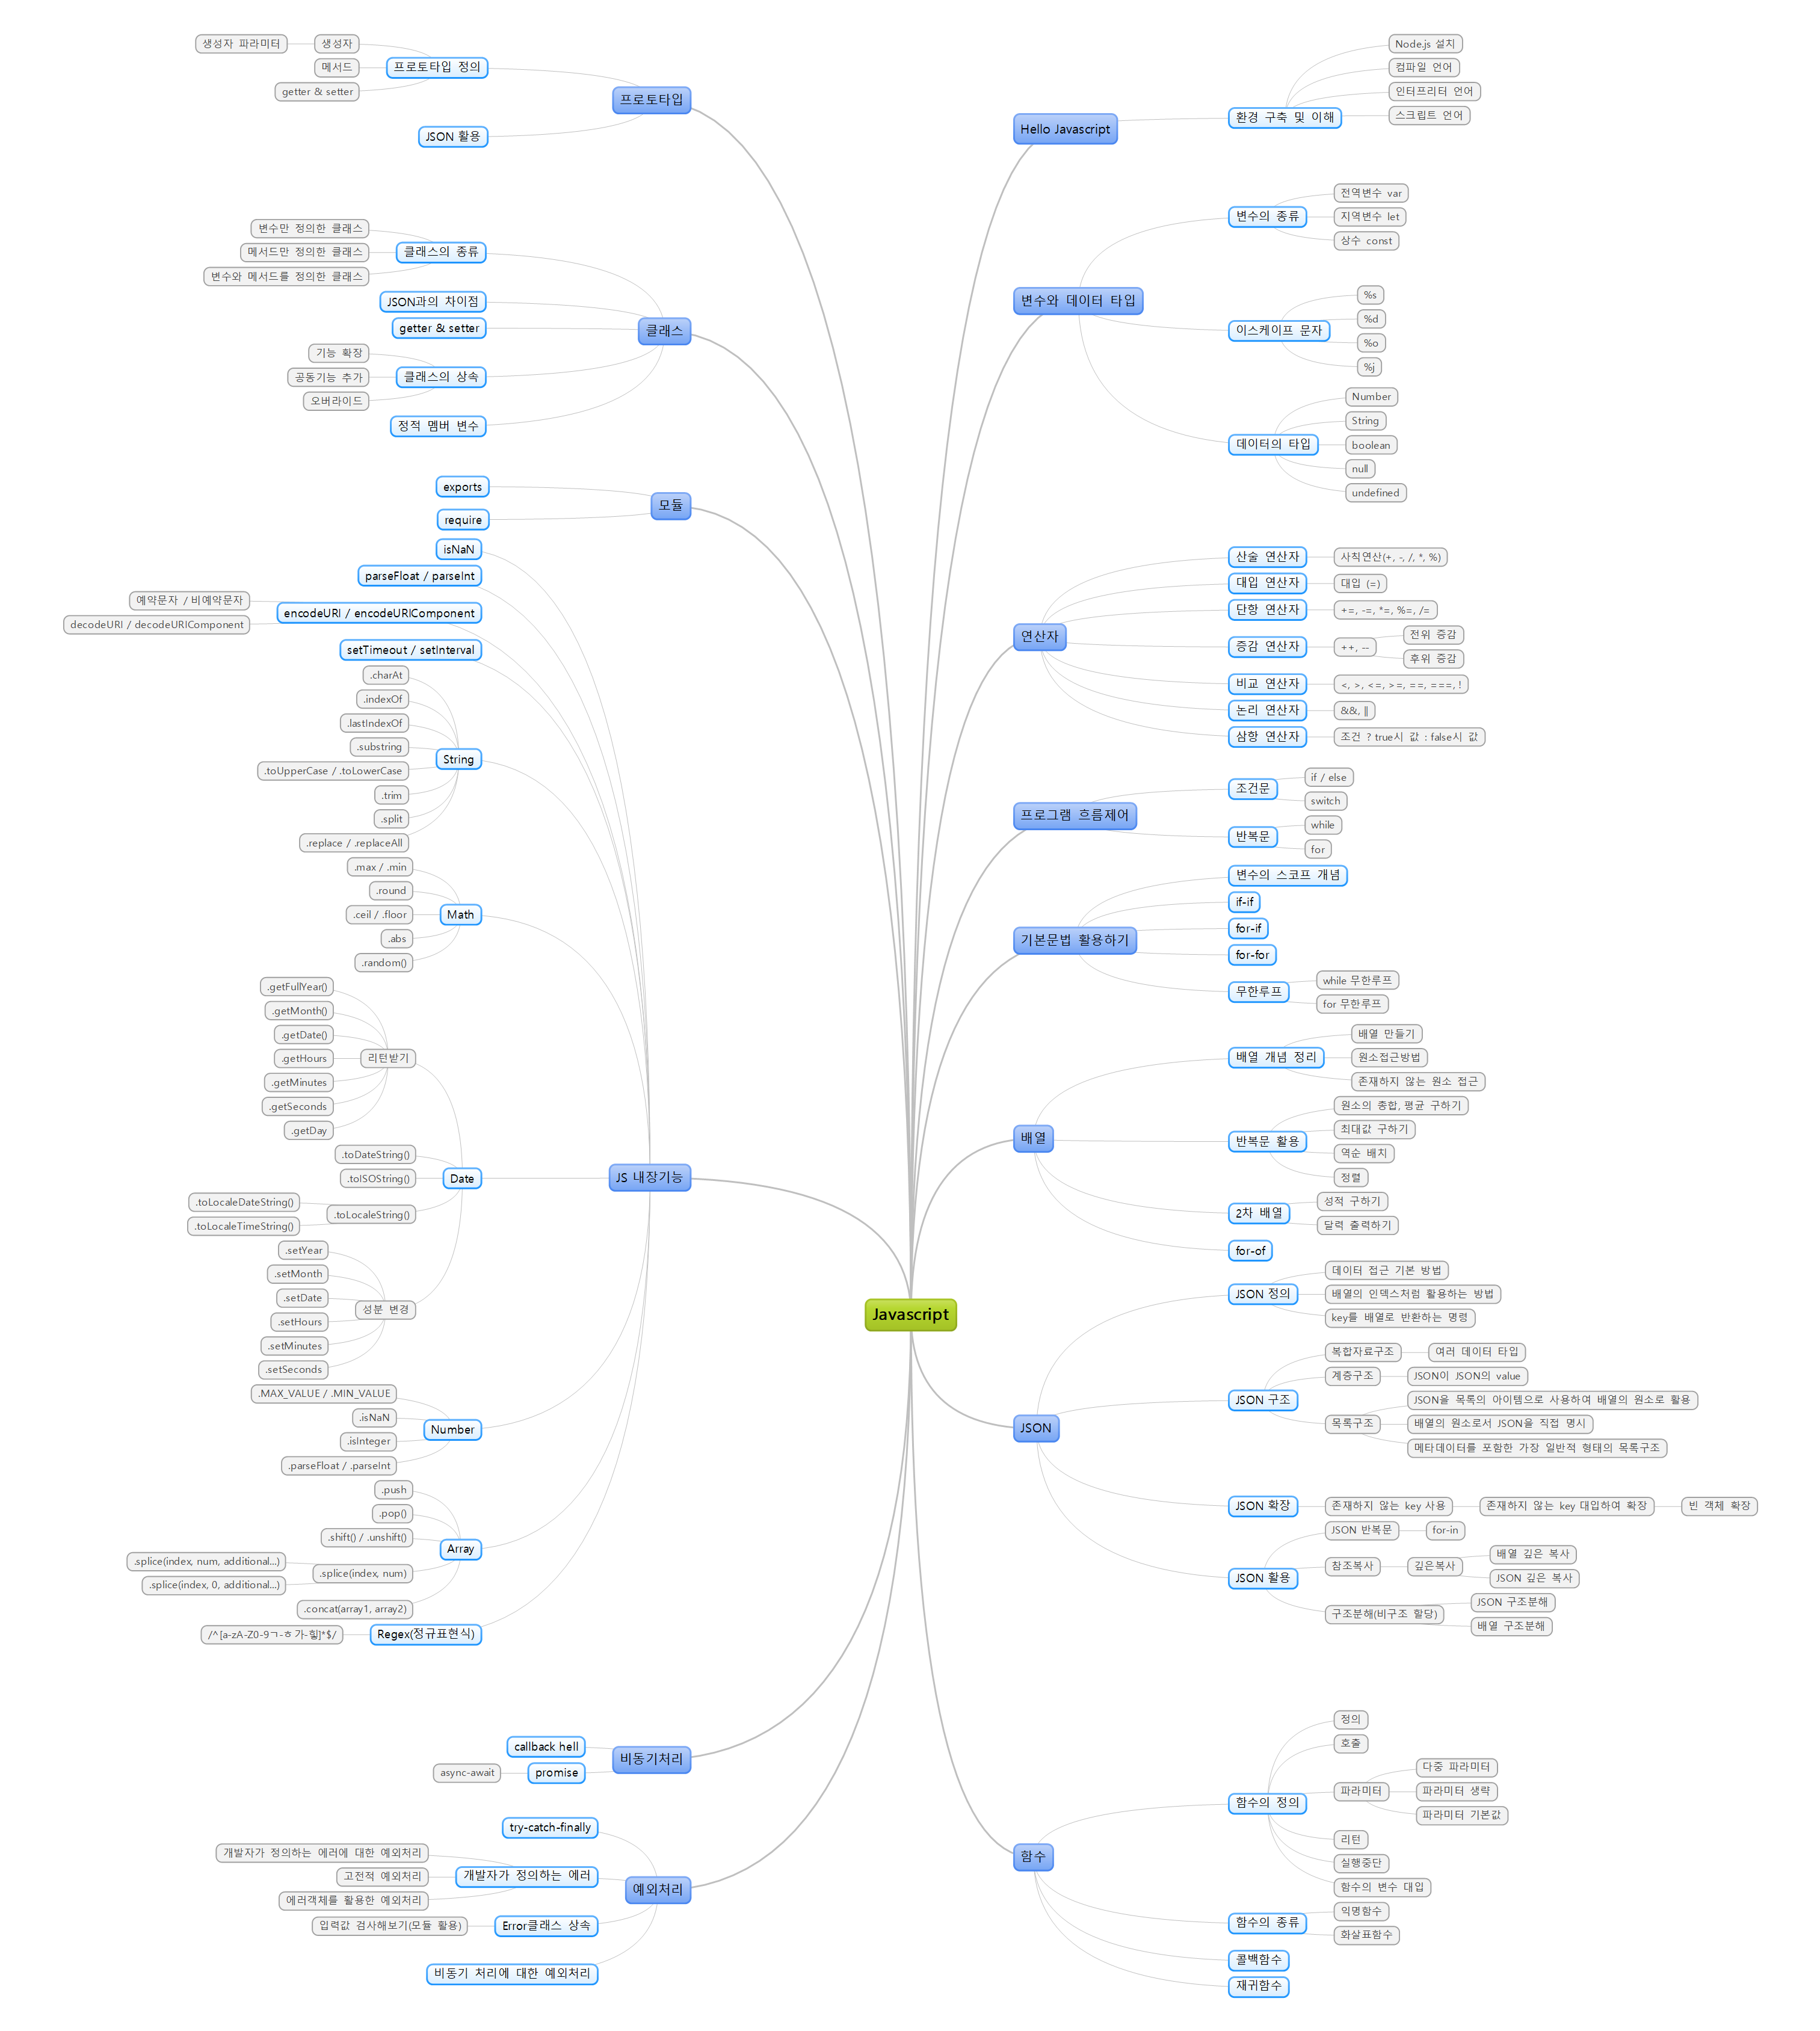 Javascript
Hello Javascript
환경 구축 및 이해
Node.js 설치
컴파일 언어
인터프리터 언어
스크립트 언어
변수와 데이터 타입
변수의 종류
전역변수 var
지역변수 let
상수 const
이스케이프 문자
%s
%d
%o
%j
데이터의 타입
Number
String
boolean
null
undefined
연산자
산술 연산자
사칙연산(+, -, /, *, %)
대입 연산자
대입 (=)
단항 연산자
+=, -=, *=, %=, /=
증감 연산자
++, --
전위 증감
후위 증감
비교 연산자
<, >, <=, >=, ==, ===, !
논리 연산자
&&, ||
삼항 연산자
조건 ? true시 값 : false시 값
프로그램 흐름제어
조건문
if / else
switch
반복문
while
for
기본문법 활용하기
변수의 스코프 개념
if-if
for-if
for-for
무한루프
while 무한루프
for 무한루프
배열
배열 개념 정리
배열 만들기
원소접근방법
존재하지 않는 원소 접근
반복문 활용
원소의 종합, 평균 구하기
최대값 구하기
역순 배치
정렬
2차 배열
성적 구하기
달력 출력하기
for-of
JSON
JSON 정의
데이터 접근 기본 방법
배열의 인덱스처럼 활용하는 방법
key를 배열로 반환하는 명령
JSON 구조
복합자료구조
여러 데이터 타입
계층구조
JSON이 JSON의 value
목록구조
JSON을 목록의 아이템으로 사용하여 배열의 원소로 활용
배열의 원소로서 JSON을 직접 명시
메타데이터를 포함한 가장 일반적 형태의 목록구조
JSON 확장
존재하지 않는 key 사용
존재하지 않는 key 대입하여 확장
빈 객체 확장
JSON 활용
JSON 반복문
for-in
참조복사
깊은복사
배열 깊은 복사
JSON 깊은 복사
구조분해(비구조 할당)
JSON 구조분해
배열 구조분해
함수
함수의 정의
정의
호출
파라미터
다중 파라미터
파라미터 생략
파라미터 기본값
리턴
실행중단
함수의 변수 대입
함수의 종류
익명함수
화살표함수
콜백함수
재귀함수
프로토타입
프로토타입 정의
생성자
생성자 파라미터
메서드
getter & setter
JSON 활용
클래스
클래스의 종류
변수만 정의한 클래스
메서드만 정의한 클래스
변수와 메서드를 정의한 클래스
JSON과의 차이점
getter & setter
클래스의 상속
기능 확장
공동기능 추가
오버라이드
정적 멤버 변수
모듈
exports
require
JS 내장기능
isNaN
parseFloat / parseInt
encodeURI / encodeURIComponent
예약문자 / 비예약문자
decodeURI / decodeURIComponent
setTimeout / setInterval
String
.charAt
.indexOf
.lastIndexOf
.substring
.toUpperCase / .toLowerCase
.trim
.split
.replace / .replaceAll
Math
.max / .min
.round
.ceil / .floor
.abs
.random()
Date
리턴받기
.getFullYear()
.getMonth()
.getDate()
.getHours
.getMinutes
.getSeconds
.getDay
.toDateString()
.toISOString()
.toLocaleString()
.toLocaleDateString()
.toLocaleTimeString()
성분 변경
.setYear
.setMonth
.setDate
.setHours
.setMinutes
.setSeconds
Number
.MAX_VALUE / .MIN_VALUE
.isNaN
.isInteger
.parseFloat / .parseInt
Array
.push
.pop()
.shift() / .unshift()
.splice(index, num)
.splice(index, num, additional...)
.splice(index, 0, additional...)
.concat(array1, array2)
Regex(정규표현식)
/^[a-zA-Z0-9ㄱ-ㅎ가-힣]*$/
비동기처리
callback hell
promise
async-await
예외처리
try-catch-finally
개발자가 정의하는 에러
개발자가 정의하는 에러에 대한 예외처리
고전적 예외처리
에러객체를 활용한 예외처리
Error클래스 상속
입력값 검사해보기(모듈 활용)
비동기 처리에 대한 예외처리